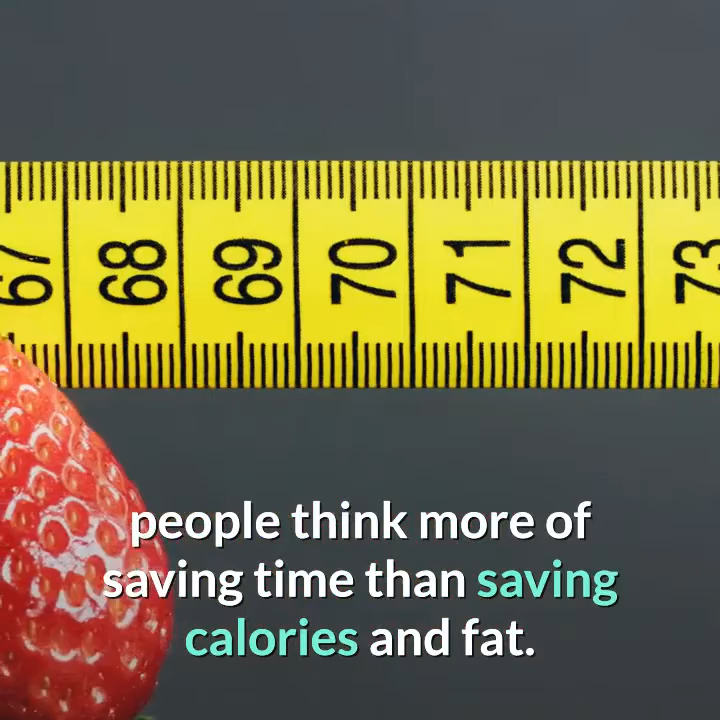 67 68 69 70 71 72 73
people think more of
saving time than saving
calories and fat.